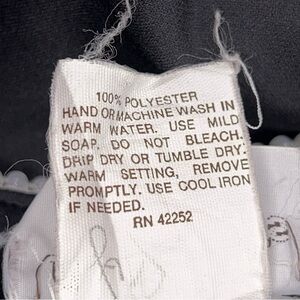 100% POLYESTER
HAND OR MACHINE WASH IN
WARM WATER. USE MILD
SOAP. DO NOT BLEACH.
DRIP DRY OR TUMBLE DRY.
WARM SETTING, REMOVE
PROMPTLY. USE COOL IRON
IF NEEDED.
RN 42252